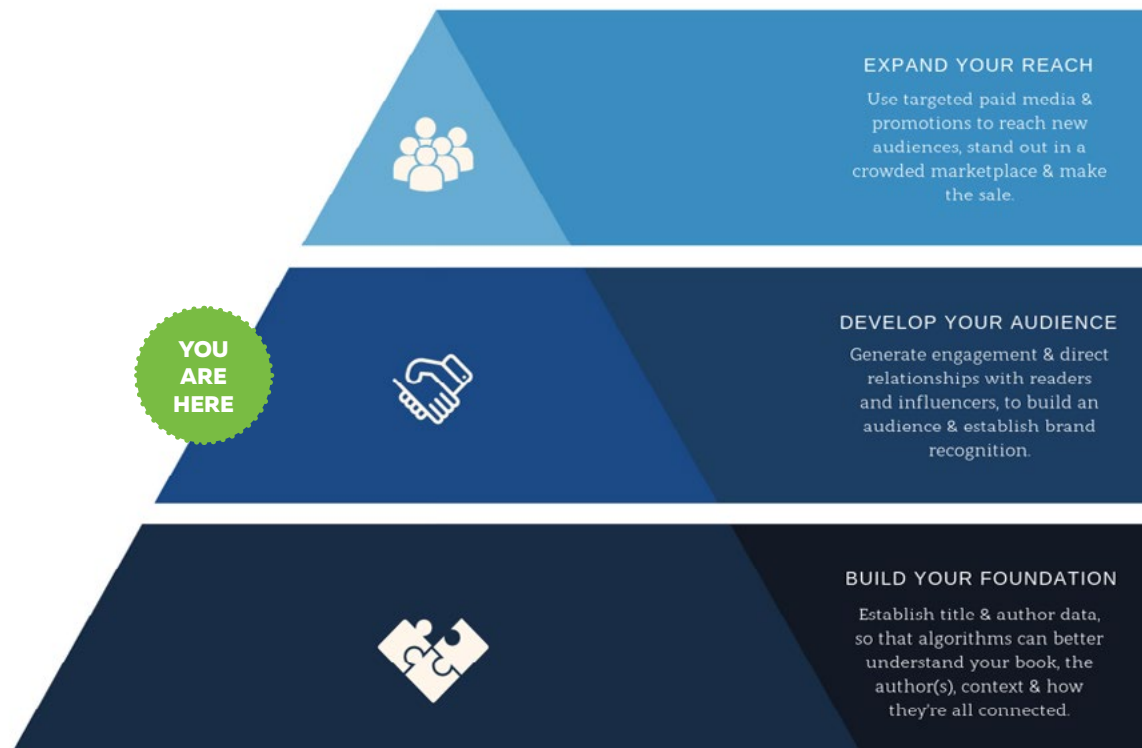 EXPAND YOUR REACH
Use targeted paid media &
promotions to reach new
audiences, stand out in a
crowded marketplace & make
the sale.
YOU
ARE
HERE
DEVELOP YOUR AUDIENCE
Generate engagement & direct
relationships with readers
and influencers, to build an
audience & establish brand
recognition.
BUILD YOUR FOUNDATION
Establish title & author data,
so that algorithms can better
understand your book, the
author(s), context & how
they're all connected.